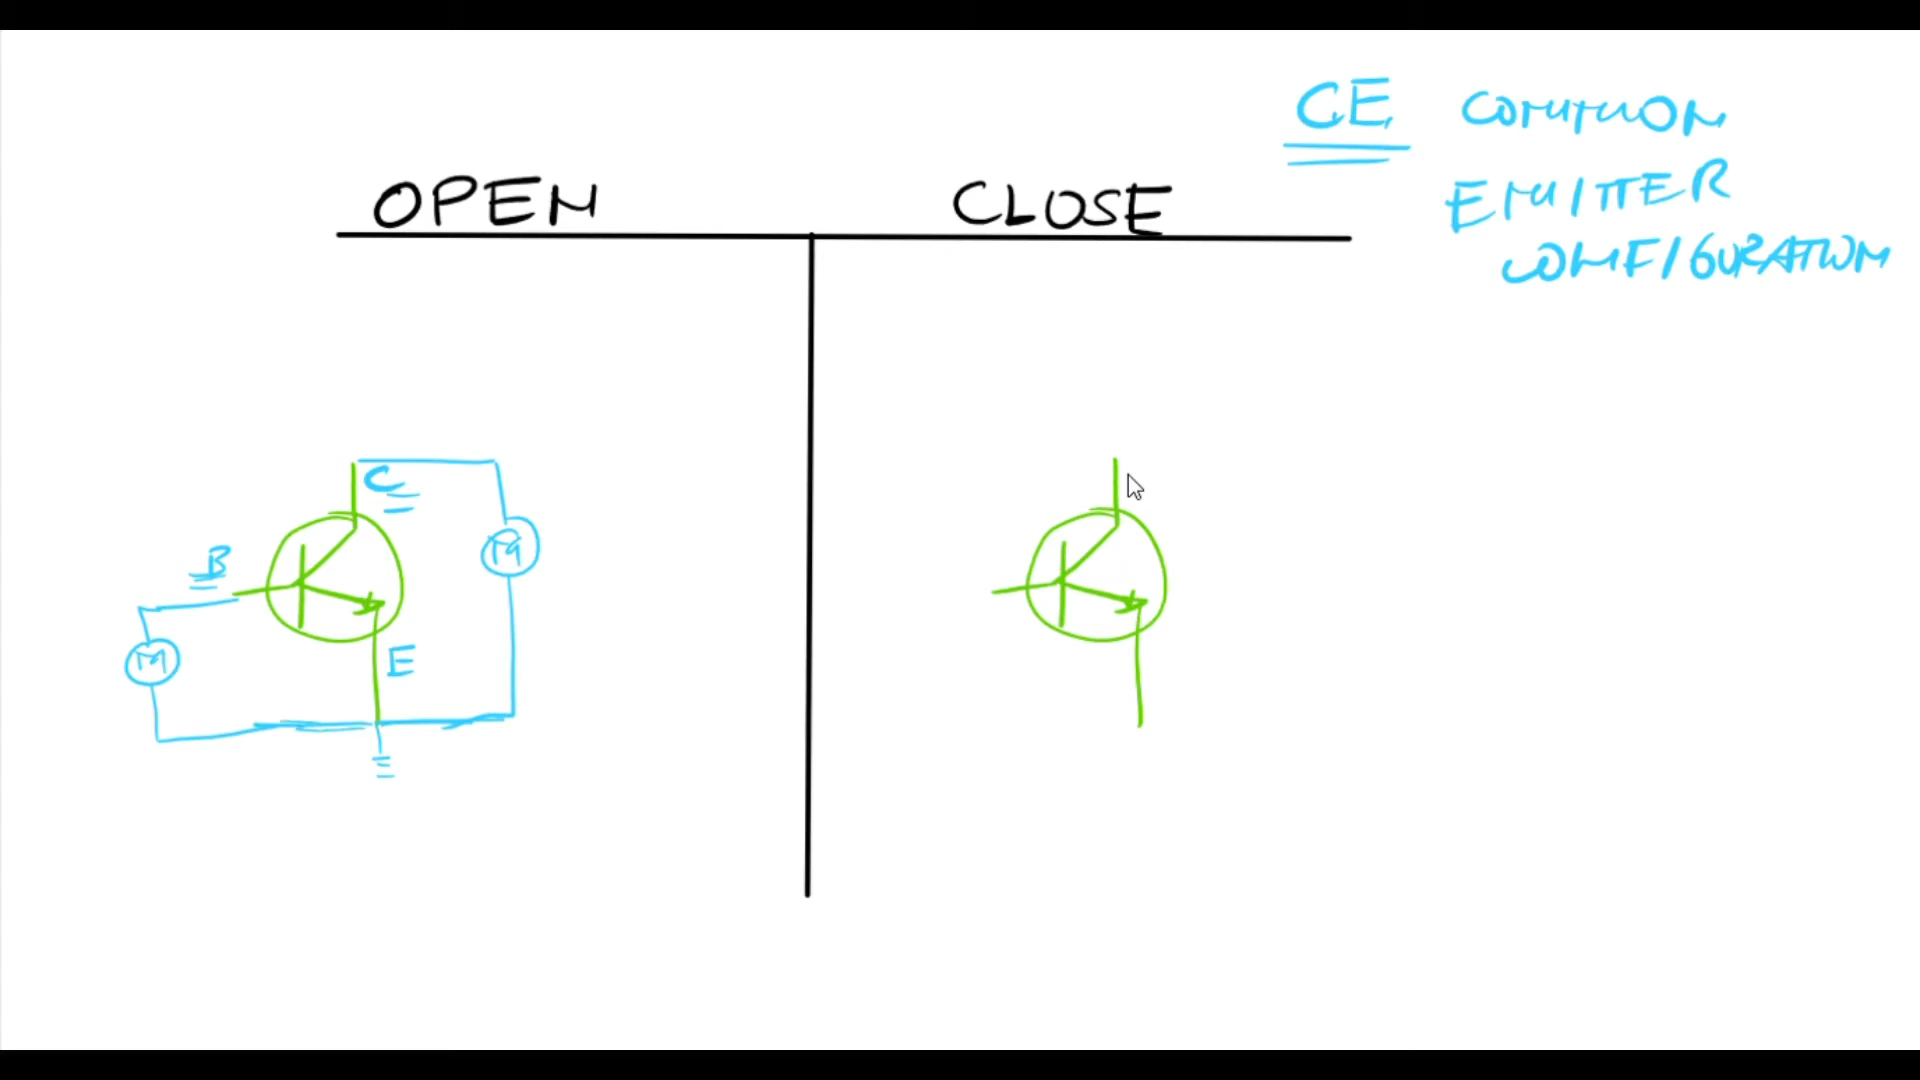 CE COMMON
EMITTER
CONFIGURATION
OPEN CLOSE
C
B
M
M
E